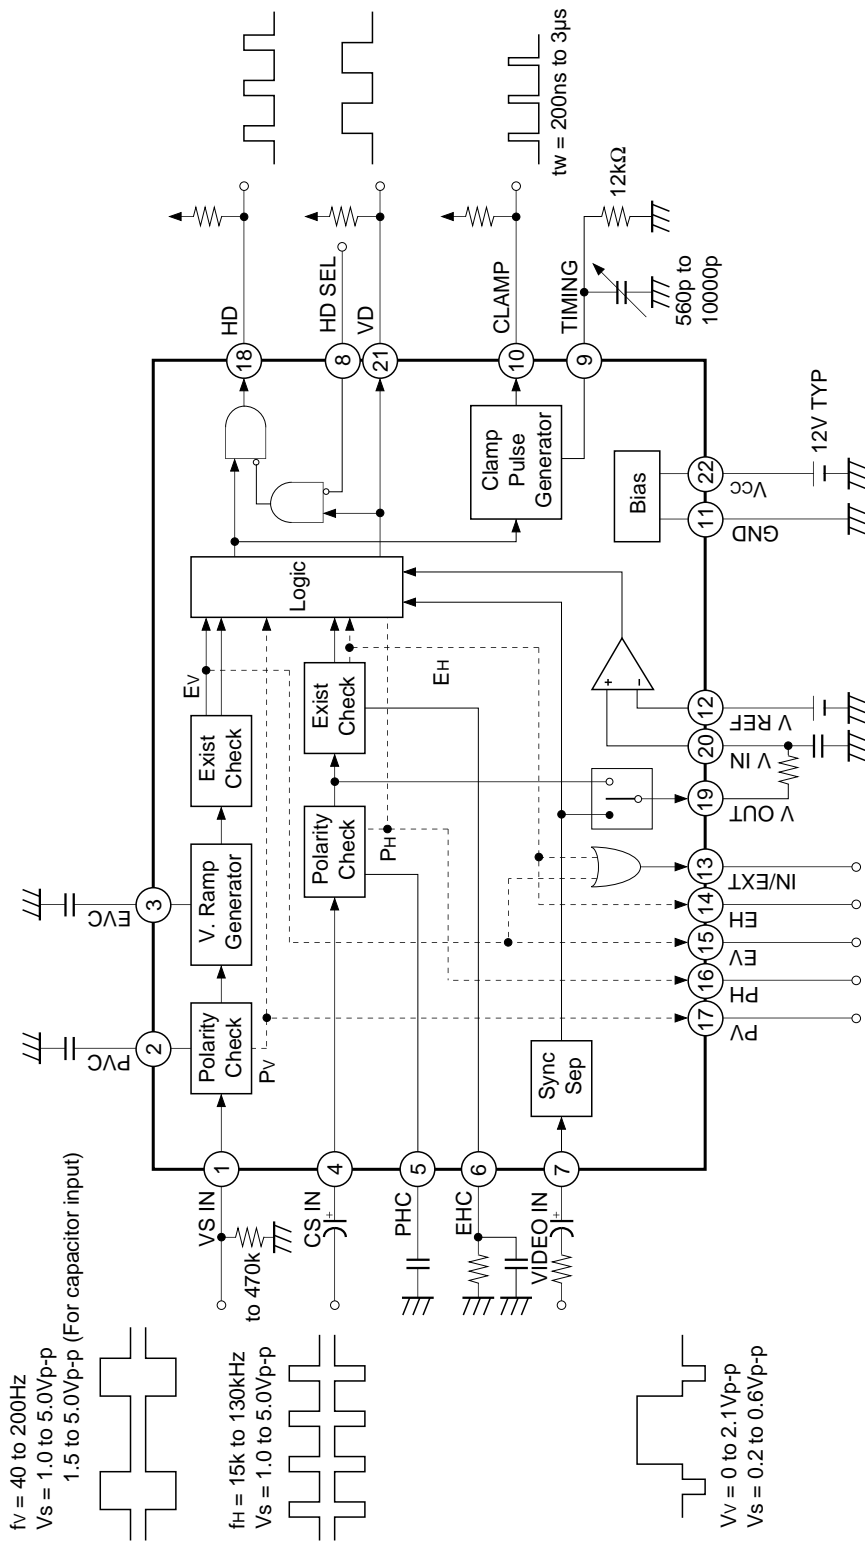 fV = 40 to 200Hz
Vs = 1.0 to 5.0Vp-p
1.5 to 5.0Vp-p (For capacitor input)
fH = 15k to 130kHz
Vs = 1.0 to 5.0Vp-p
VV = 0 to 2.1Vp-p
Vs = 0.2 to 0.6Vp-p
VS IN
to 470k
CS IN
+
PHC
EHC
VIDEO IN
+
1
4
5
6
7
PVC
2
EVC
3
Polarity
Check
PV
V. Ramp
Generator
Exist
Check
EV
Polarity
Check
PH
Exist
Check
EH
Sync
Sep
Logic
+
−
Clamp
Pulse
Generator
Bias
17
PV
16
PH
15
EV
14
EH
13
IN/EXT
19
V OUT
20
V IN
12
V REF
11
GND
22
VCC
12V TYP
18
HD
8
HD SEL
21
VD
10
CLAMP
9
TIMING
tw = 200ns to 3μs
12kΩ
560p to
10000p